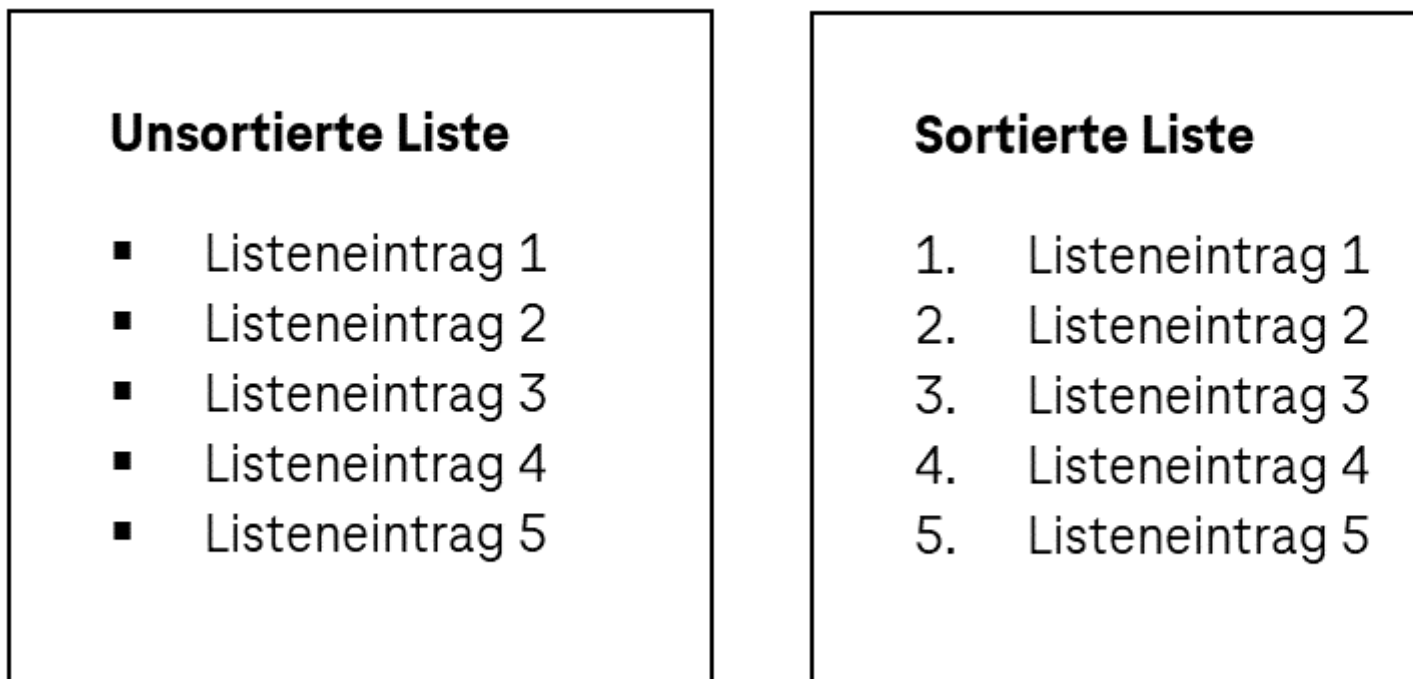 Unsortierte Liste
▪ Listeneintrag 1
▪ Listeneintrag 2
▪ Listeneintrag 3
▪ Listeneintrag 4
▪ Listeneintrag 5
Sortierte Liste
1. Listeneintrag 1
2. Listeneintrag 2
3. Listeneintrag 3
4. Listeneintrag 4
5. Listeneintrag 5